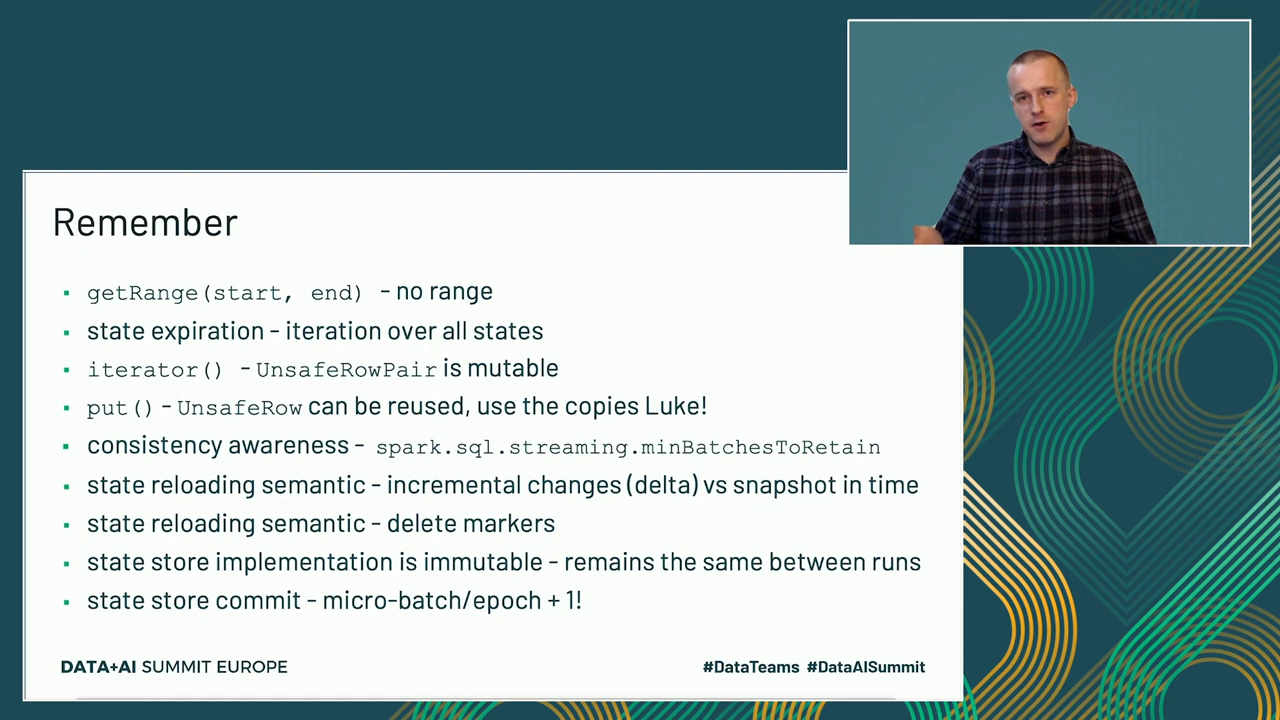 Remember
▪ getRange(start, end) - no range
▪ state expiration - iteration over all states
▪ iterator() - UnsafeRowPair is mutable
▪ put() - UnsafeRow can be reused, use the copies Luke!
▪ consistency awareness - spark.sql.streaming.minBatchesToRetain
▪ state reloading semantic - incremental changes (delta) vs snapshot in time
▪ state reloading semantic - delete markers
▪ state store implementation is immutable - remains the same between runs
▪ state store commit - micro-batch/epoch + 1!
DATA+AI SUMMIT EUROPE
#DataTeams #DataAISummit